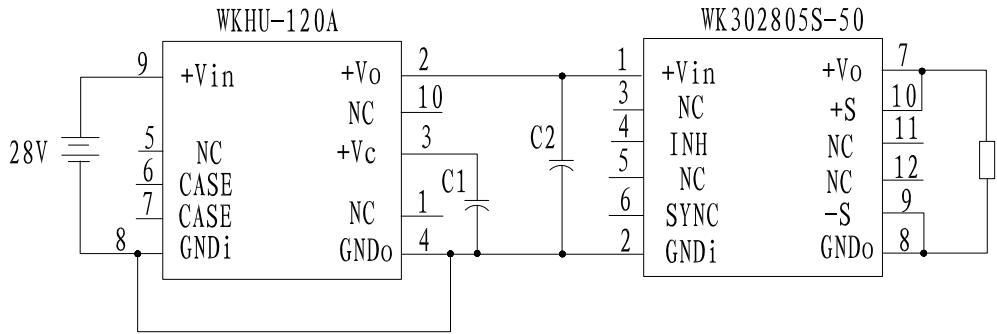 WKHU-120A
WK302805S-50
9 +Vin +Vo 2 1 +Vin +Vo 7
NC 10 3 NC +S 10
28V 5 NC +Vc 3 C1 C2 4 INH NC 11
6 CASE 5 NC NC 12
7 CASE NC 1 6 SYNC -S 9
8 GNDi GNDo 4 2 GNDi GNDo 8